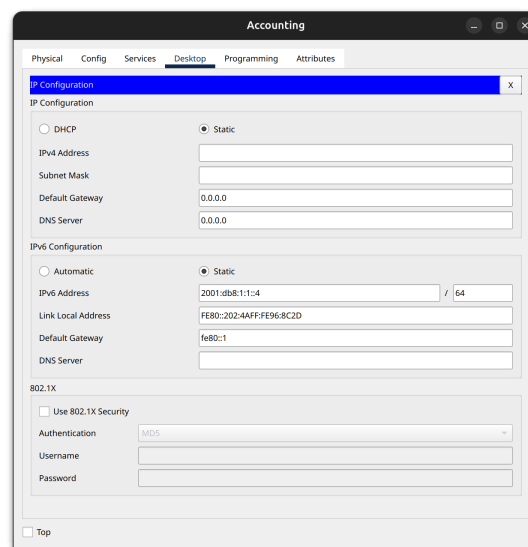 Accounting
Physical Config Services Desktop Programming Attributes
IP Configuration X
IP Configuration
DHCP Static
IPv4 Address
Subnet Mask
Default Gateway 0.0.0.0
DNS Server 0.0.0.0
IPv6 Configuration
Automatic Static
IPv6 Address 2001:db8:1:1::4 / 64
Link Local Address FE80::202:4AFF:FE96:8C2D
Default Gateway fe80::1
DNS Server
802.1X
Use 802.1X Security
Authentication MD5
Username
Password
Top